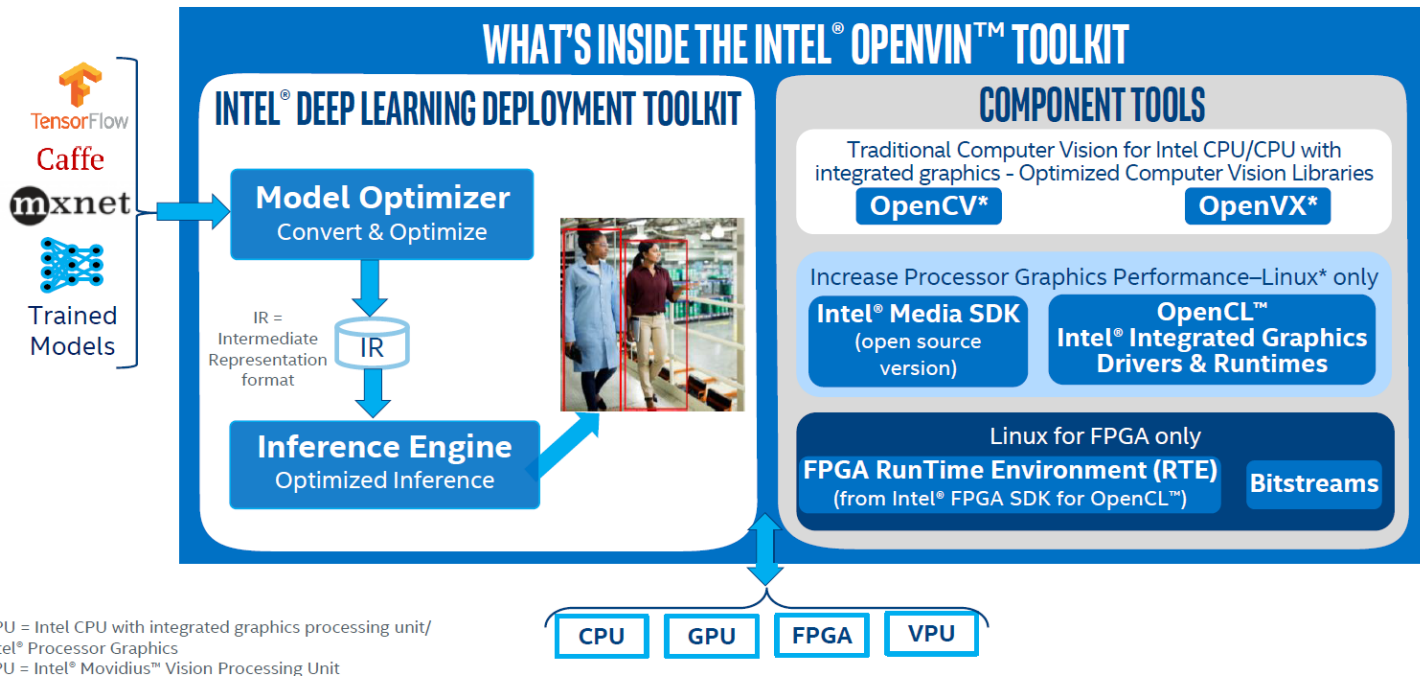 WHAT'S INSIDE THE INTEL® OPENVIN™ TOOLKIT
TensorFlow
Caffe
mxnet
Trained
Models
INTEL® DEEP LEARNING DEPLOYMENT TOOLKIT
Model Optimizer
Convert & Optimize
IR =
Intermediate
Representation
format
IR
Inference Engine
Optimized Inference
COMPONENT TOOLS
Traditional Computer Vision for Intel CPU/CPU with
integrated graphics - Optimized Computer Vision Libraries
OpenCV*
OpenVX*
Increase Processor Graphics Performance–Linux* only
Intel® Media SDK
(open source
version)
OpenCL™
Intel® Integrated Graphics
Drivers & Runtimes
Linux for FPGA only
FPGA RunTime Environment (RTE)
(from Intel® FPGA SDK for OpenCL™)
Bitstreams
CPU
GPU
FPGA
VPU
PU = Intel CPU with integrated graphics processing unit/
tel® Processor Graphics
PU = Intel® Movidius™ Vision Processing Unit